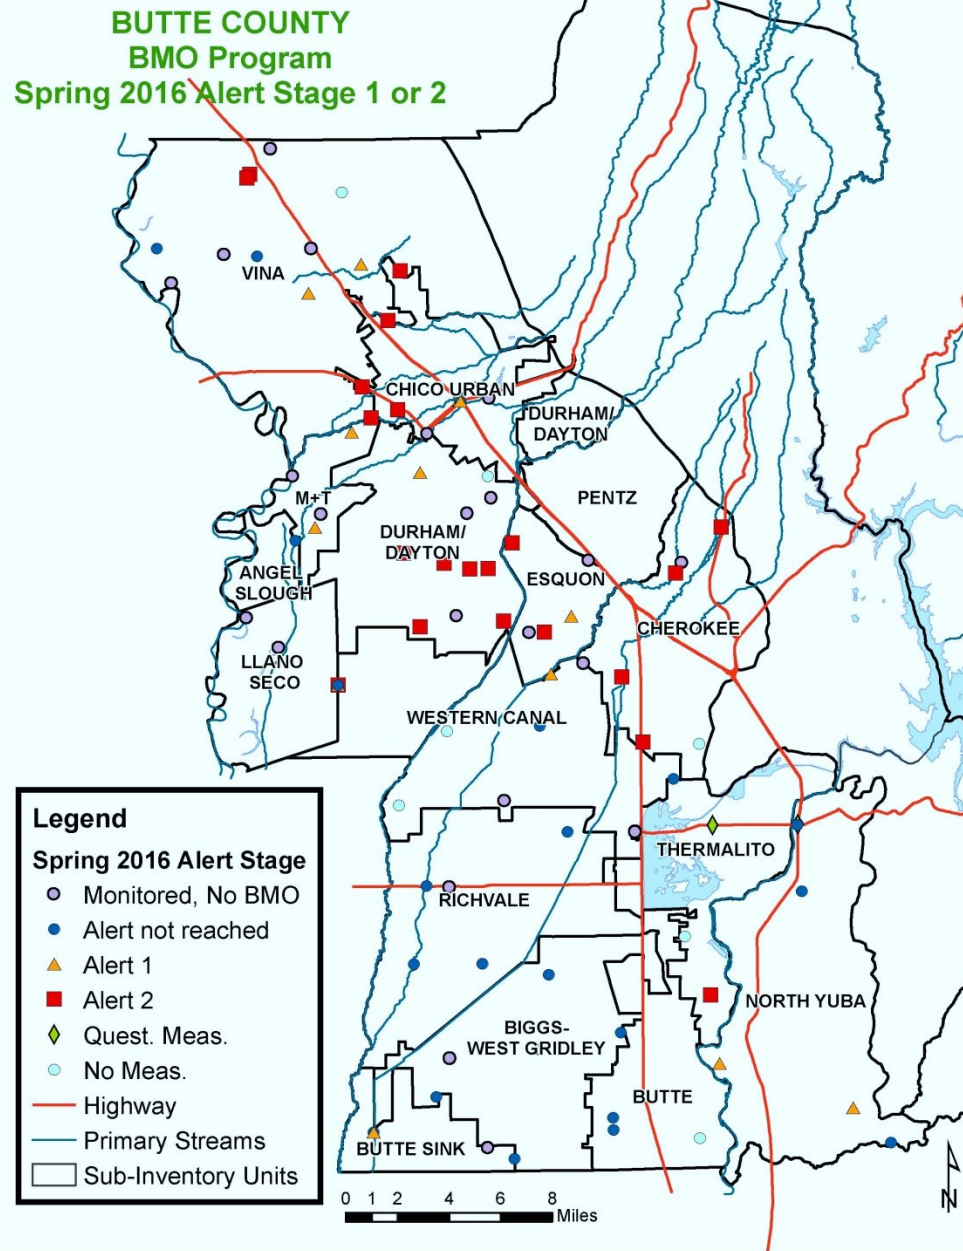 BUTTE COUNTY
BMO Program
Spring 2016 Alert Stage 1 or 2
VINA
CHICO URBAN
DURHAM/
DAYTON
PENTZ
M+T
DURHAM/
DAYTON
ANGEL
SLOUGH
ESQUON
CHEROKEE
LLANO
SECO
WESTERN CANAL
THERMALITO
RICHVALE
NORTH YUBA
BIGGS-
WEST GRIDLEY
BUTTE
BUTTE SINK
Legend
Spring 2016 Alert Stage
Monitored, No BMO
Alert not reached
Alert 1
Alert 2
Quest. Meas.
No Meas.
Highway
Primary Streams
Sub-Inventory Units
0 1 2 4 6 8
Miles
N